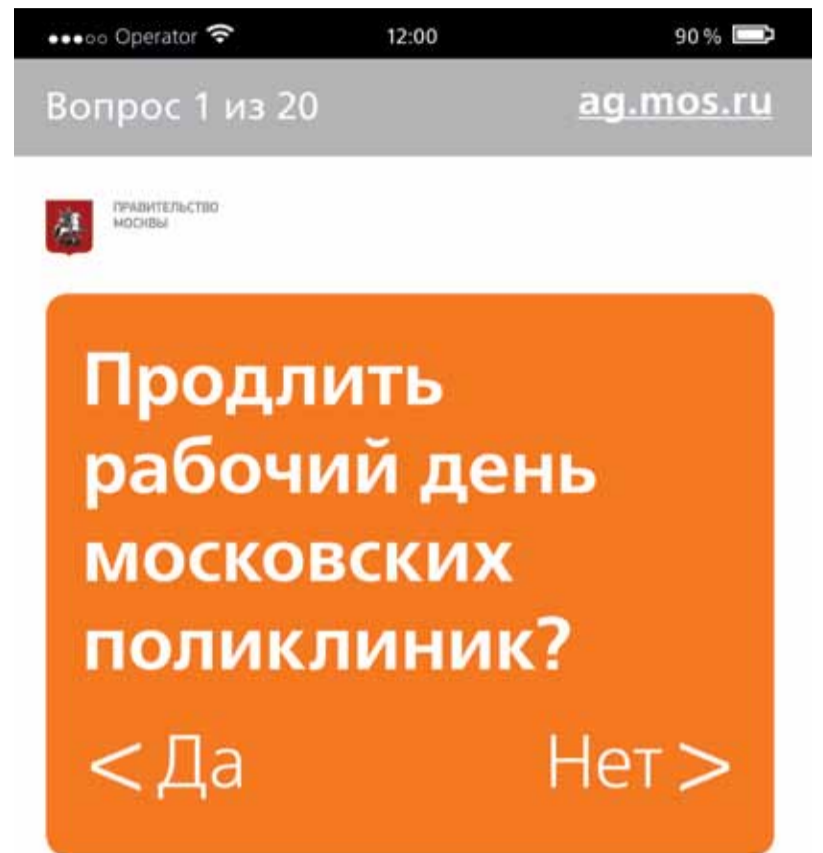 Operator 12:00 90 %
Вопрос 1 из 20 ag.mos.ru
ПРАВИТЕЛЬСТВО
МОСКВЫ
Продлить
рабочий день
московских
поликлиник?
< Да Нет >